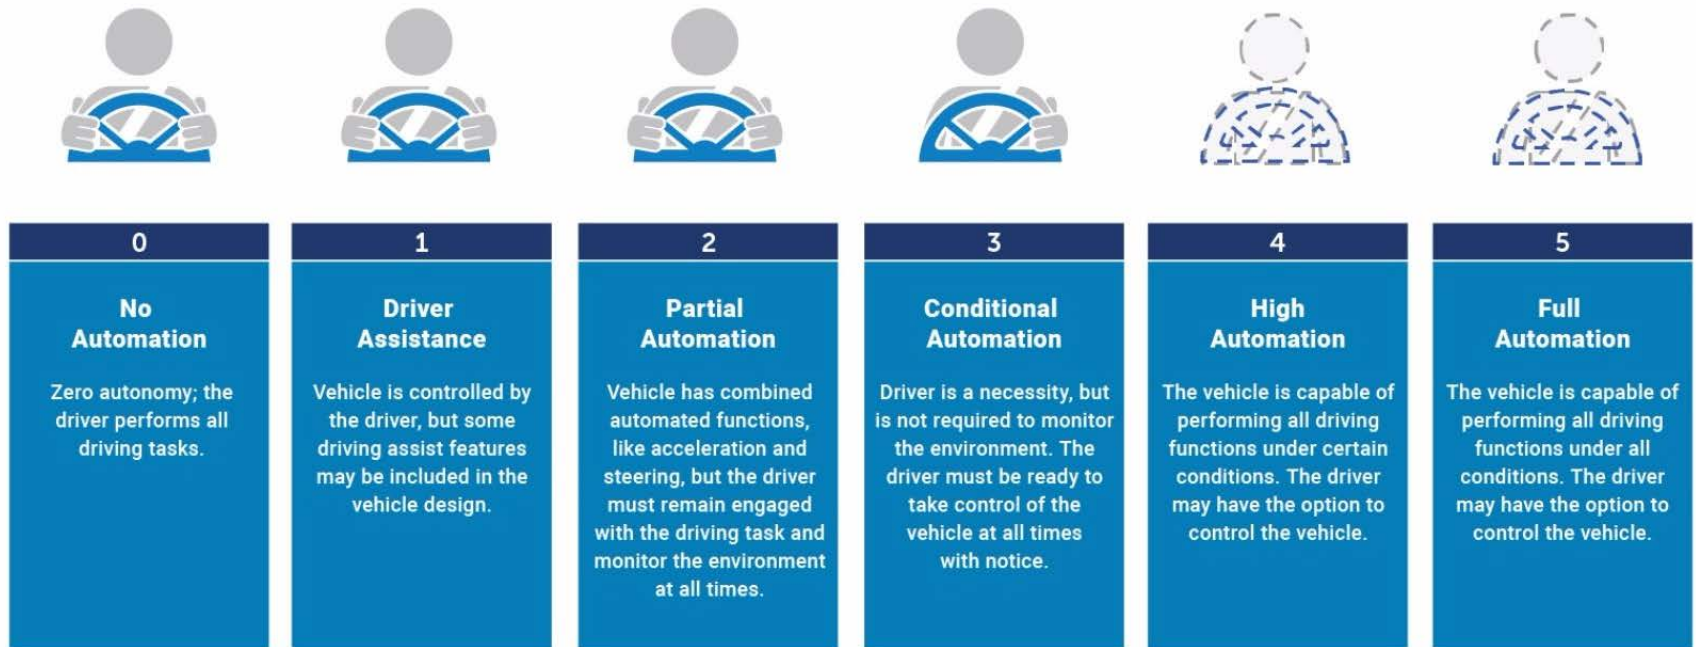 0
No
Automation
Zero autonomy; the
driver performs all
driving tasks.
1
Driver
Assistance
Vehicle is controlled by
the driver, but some
driving assist features
may be included in the
vehicle design.
2
Partial
Automation
Vehicle has combined
automated functions,
like acceleration and
steering, but the driver
must remain engaged
with the driving task and
monitor the environment
at all times.
3
Conditional
Automation
Driver is a necessity, but
is not required to monitor
the environment. The
driver must be ready to
take control of the
vehicle at all times
with notice.
4
High
Automation
The vehicle is capable of
performing all driving
functions under certain
conditions. The driver
may have the option to
control the vehicle.
5
Full
Automation
The vehicle is capable of
performing all driving
functions under all
conditions. The driver
may have the option to
control the vehicle.